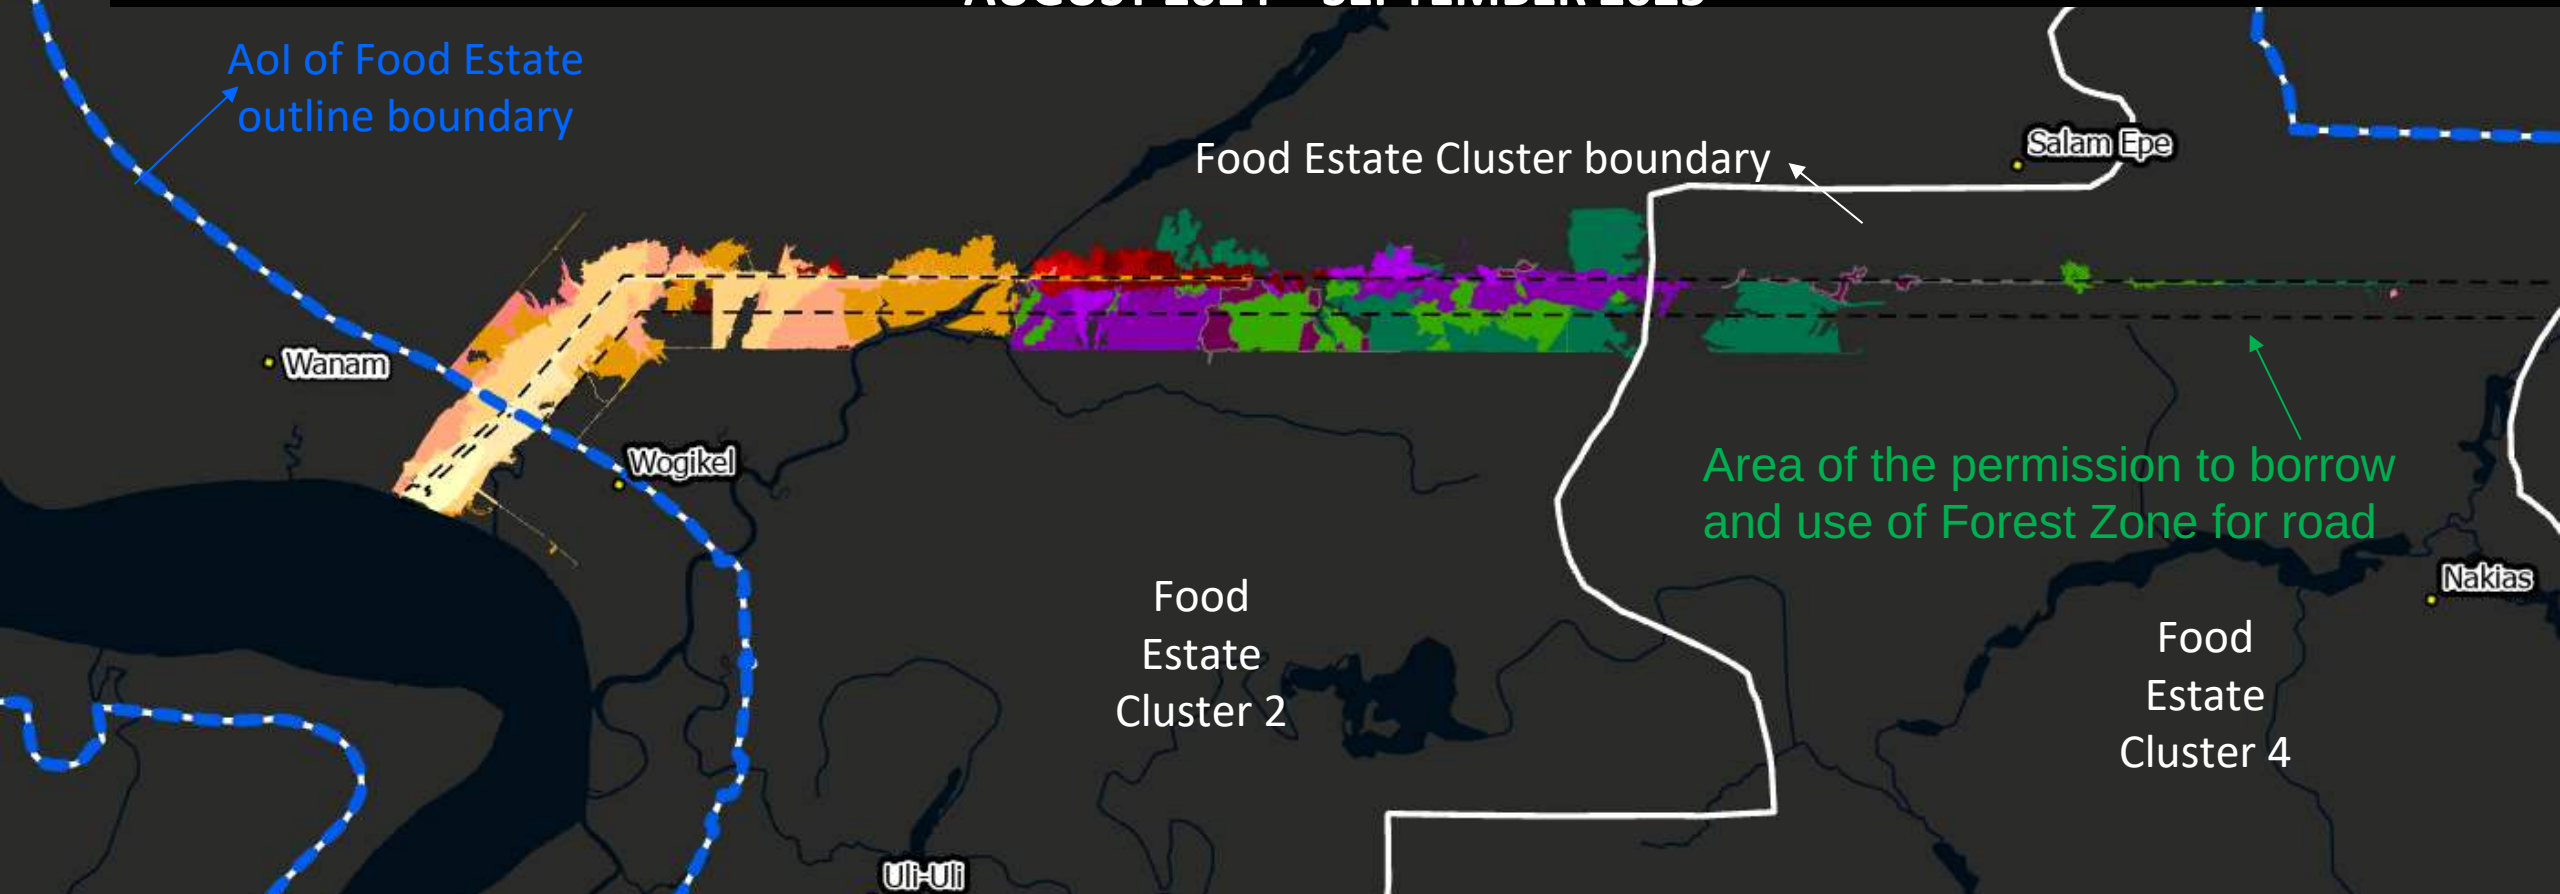 AoI of Food Estate
outline boundary
Food Estate Cluster boundary
Salam Epe
Wanam
Wogikel
Area of the permission to borrow
and use of Forest Zone for road
Nakias
Food
Estate
Cluster 2
Food
Estate
Cluster 4
Uli-Uli